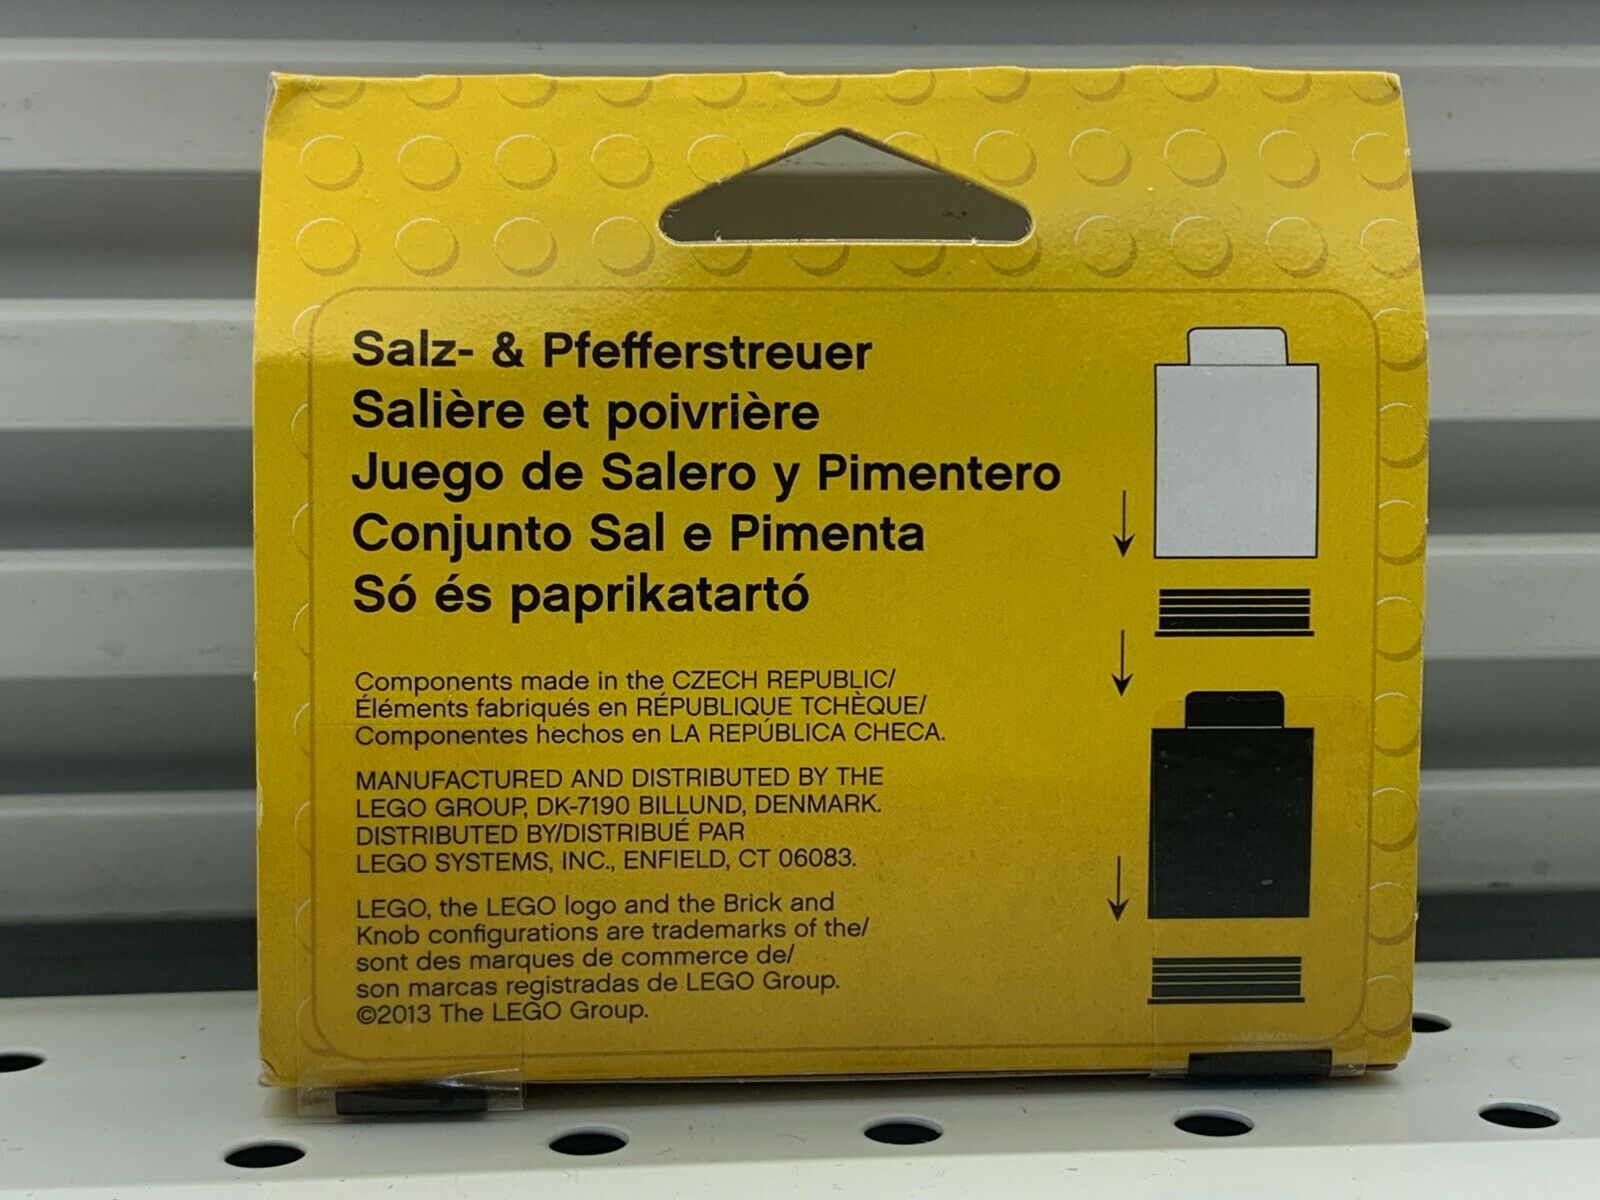 Salz- & Pfefferstreuer
Salière et poivrière
Juego de Salero y Pimentero
Conjunto Sal e Pimenta
Só és paprikatartó
Components made in the CZECH REPUBLIC/
Éléments fabriqués en RÉPUBLIQUE TCHÈQUE/
Componentes hechos en LA REPÚBLICA CHECA.
MANUFACTURED AND DISTRIBUTED BY THE
LEGO GROUP, DK-7190 BILLUND, DENMARK.
DISTRIBUTED BY/DISTRIBUÉ PAR
LEGO SYSTEMS, INC., ENFIELD, CT 06083.
LEGO, the LEGO logo and the Brick and
Knob configurations are trademarks of the/
sont des marques de commerce de/
son marcas registradas de LEGO Group.
©2013 The LEGO Group.